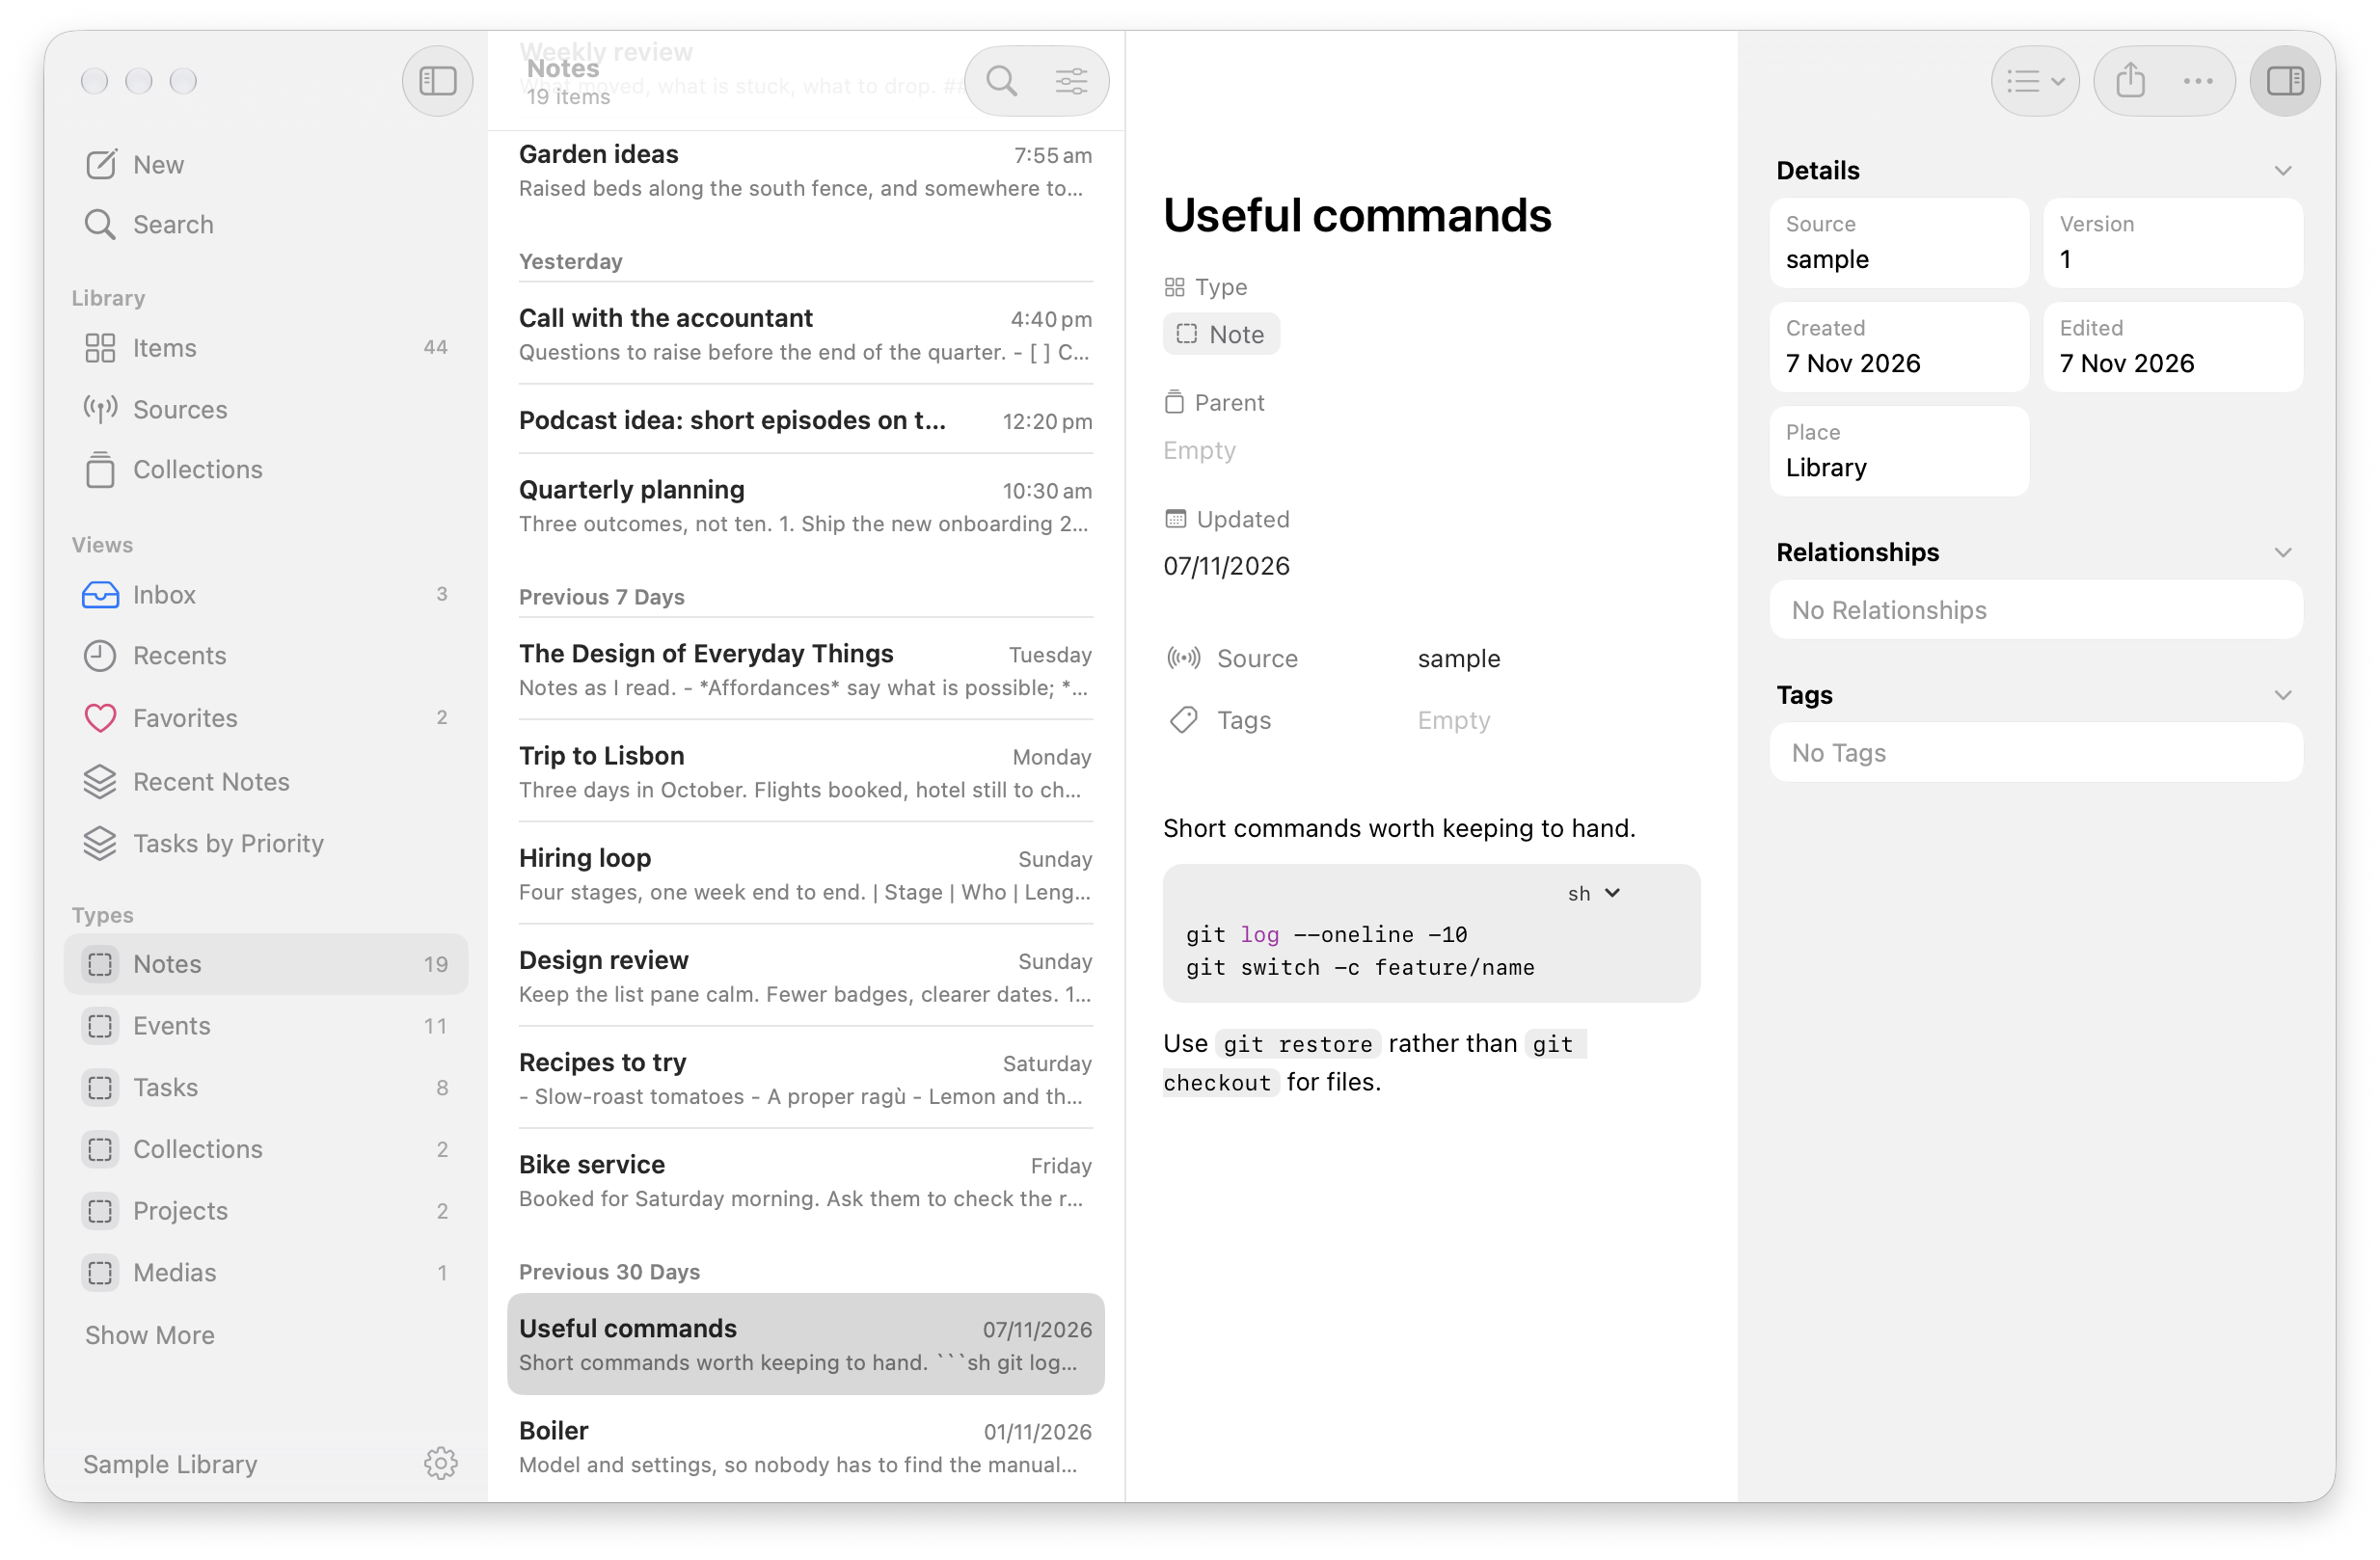 New
Search
Library
Items 44
Sources
Collections
Views
Inbox 3
Recents
Favorites 2
Recent Notes
Tasks by Priority
Types
Notes 19
Events 11
Tasks 8
Collections 2
Projects 2
Medias 1
Show More
Sample Library
Weekly review
What moved, what is stuck, what to drop. ##
Notes
19 items
Garden ideas 7:55 am
Raised beds along the south fence, and somewhere to...
Yesterday
Call with the accountant 4:40 pm
Questions to raise before the end of the quarter. - [ ] C...
Podcast idea: short episodes on t... 12:20 pm
Quarterly planning 10:30 am
Three outcomes, not ten. 1. Ship the new onboarding 2...
Previous 7 Days
The Design of Everyday Things Tuesday
Notes as I read. - *Affordances* say what is possible; *...
Trip to Lisbon Monday
Three days in October. Flights booked, hotel still to ch...
Hiring loop Sunday
Four stages, one week end to end. | Stage | Who | Leng...
Design review Sunday
Keep the list pane calm. Fewer badges, clearer dates. 1...
Recipes to try Saturday
- Slow-roast tomatoes - A proper ragù - Lemon and th...
Bike service Friday
Booked for Saturday morning. Ask them to check the r...
Previous 30 Days
Useful commands 07/11/2026
Short commands worth keeping to hand. ```sh git log...
Boiler 01/11/2026
Model and settings, so nobody has to find the manual...
Useful commands
Type
Note
Parent
Empty
Updated
07/11/2026
Source sample
Tags Empty
Short commands worth keeping to hand.
sh
git log --oneline -10
git switch -c feature/name
Use git restore rather than git
checkout for files.
Details
Source
sample
Version
1
Created
7 Nov 2026
Edited
7 Nov 2026
Place
Library
Relationships
No Relationships
Tags
No Tags